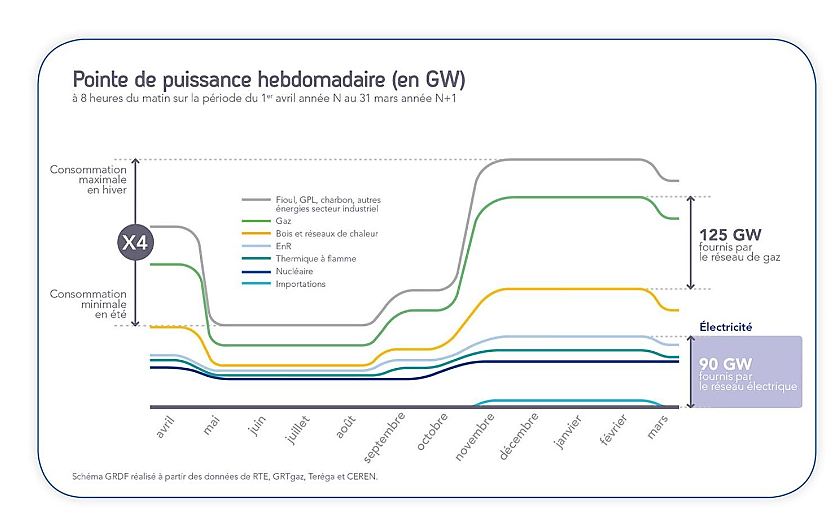 Pointe de puissance hebdomadaire (en GW)
à 8 heures du matin sur la période du 1er avril année N au 31 mars année N+1
Consommation
maximale
en hiver
X4
Consommation
minimale
en été
Fioul, GPL, charbon, autres
énergies secteur industriel
Gaz
Bois et réseaux de chaleur
EnR
Thermique à flamme
Nucléaire
Importations
125 GW
fournis par
le réseau de gaz
Électricité
90 GW
fournis par
le réseau électrique
avril
mai
juin
juillet
août
septembre
octobre
novembre
décembre
janvier
février
mars
Schéma GRDF réalisé à partir des données de RTE, GRTgaz, Teréga et CEREN.